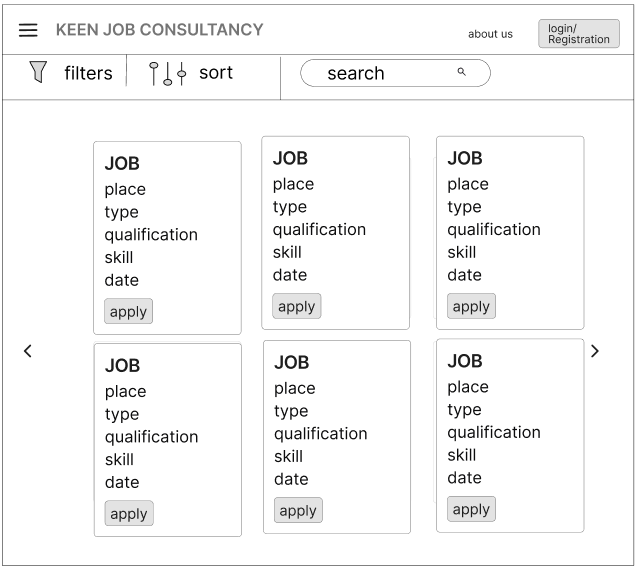 KEEN JOB CONSULTANCY
about us
login/
Registration
filters
sort
search
JOB
place
type
qualification
skill
date
apply
JOB
place
type
qualification
skill
date
apply
JOB
place
type
qualification
skill
date
apply
JOB
place
type
qualification
skill
date
apply
JOB
place
type
qualification
skill
date
apply
JOB
place
type
qualification
skill
date
apply